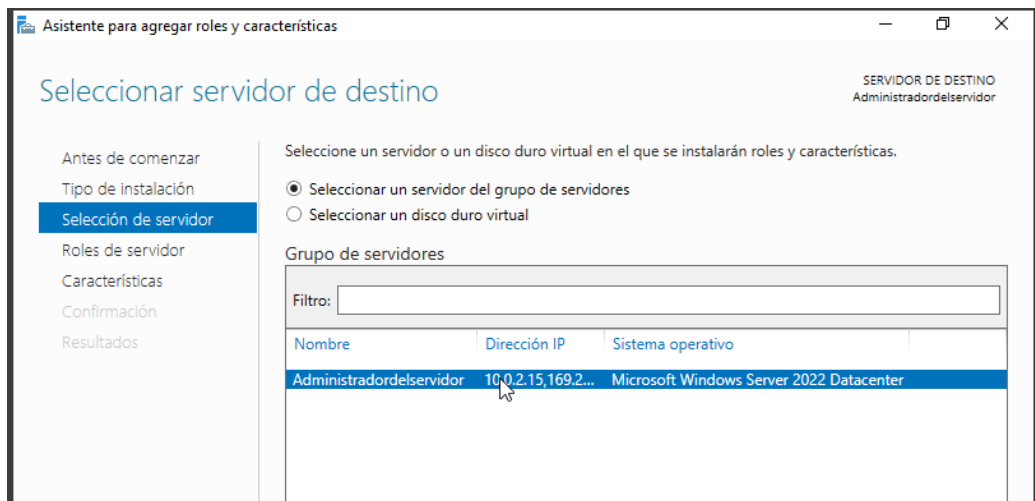 Asistente para agregar roles y características
Seleccionar servidor de destino
SERVIDOR DE DESTINO
Administradordelservidor
Antes de comenzar
Tipo de instalación
Selección de servidor
Roles de servidor
Características
Confirmación
Resultados
Seleccione un servidor o un disco duro virtual en el que se instalarán roles y características.
Seleccionar un servidor del grupo de servidores
Seleccionar un disco duro virtual
Grupo de servidores
Filtro:
Nombre Dirección IP Sistema operativo
Administradordelservidor 10.0.2.15,169.2... Microsoft Windows Server 2022 Datacenter